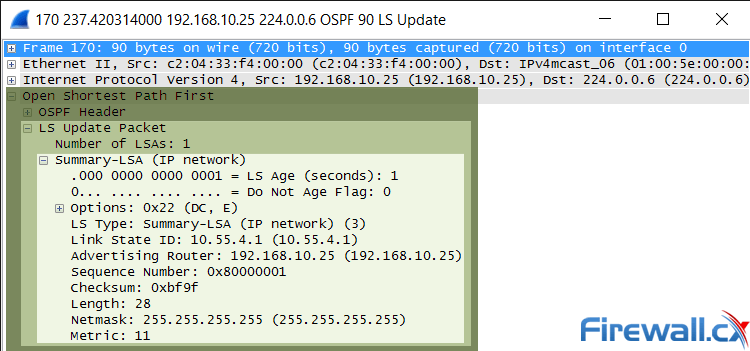 170 237.420314000 192.168.10.25 224.0.0.6 OSPF 90 LS Update
Frame 170: 90 bytes on wire (720 bits), 90 bytes captured (720 bits) on interface 0
Ethernet II, Src: c2:04:33:f4:00:00 (c2:04:33:f4:00:00), Dst: IPv4mcast_06 (01:00:5e:00:00:
Internet Protocol Version 4, Src: 192.168.10.25 (192.168.10.25), Dst: 224.0.0.6 (224.0.0.6)
Open Shortest Path First
OSPF Header
LS Update Packet
Number of LSAs: 1
Summary-LSA (IP network)
.000 0000 0000 0001 = LS Age (seconds): 1
0... .... .... .... = Do Not Age Flag: 0
Options: 0x22 (DC, E)
LS Type: Summary-LSA (IP network) (3)
Link State ID: 10.55.4.1 (10.55.4.1)
Advertising Router: 192.168.10.25 (192.168.10.25)
Sequence Number: 0x80000001
Checksum: 0xbf9f
Length: 28
Netmask: 255.255.255.255 (255.255.255.255)
Metric: 11
Firewall.cx